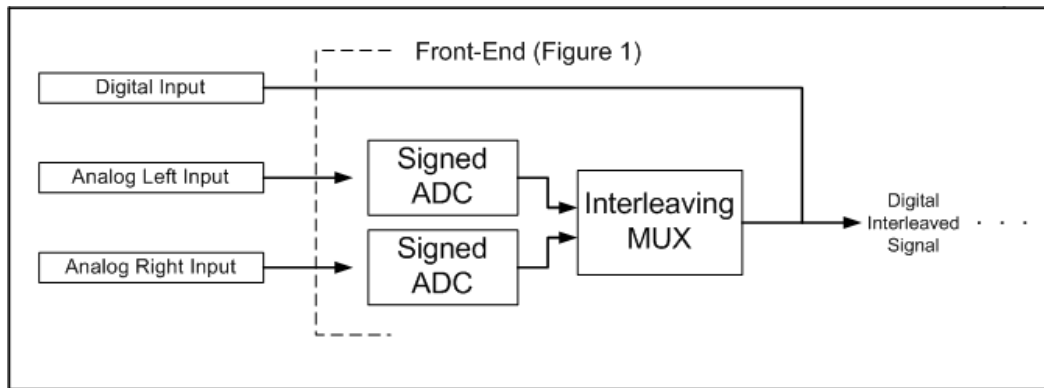 Front-End (Figure 1)
Digital Input
Analog Left Input
Signed
ADC
Analog Right Input
Signed
ADC
Interleaving
MUX
Digital
Interleaved
Signal
. . .